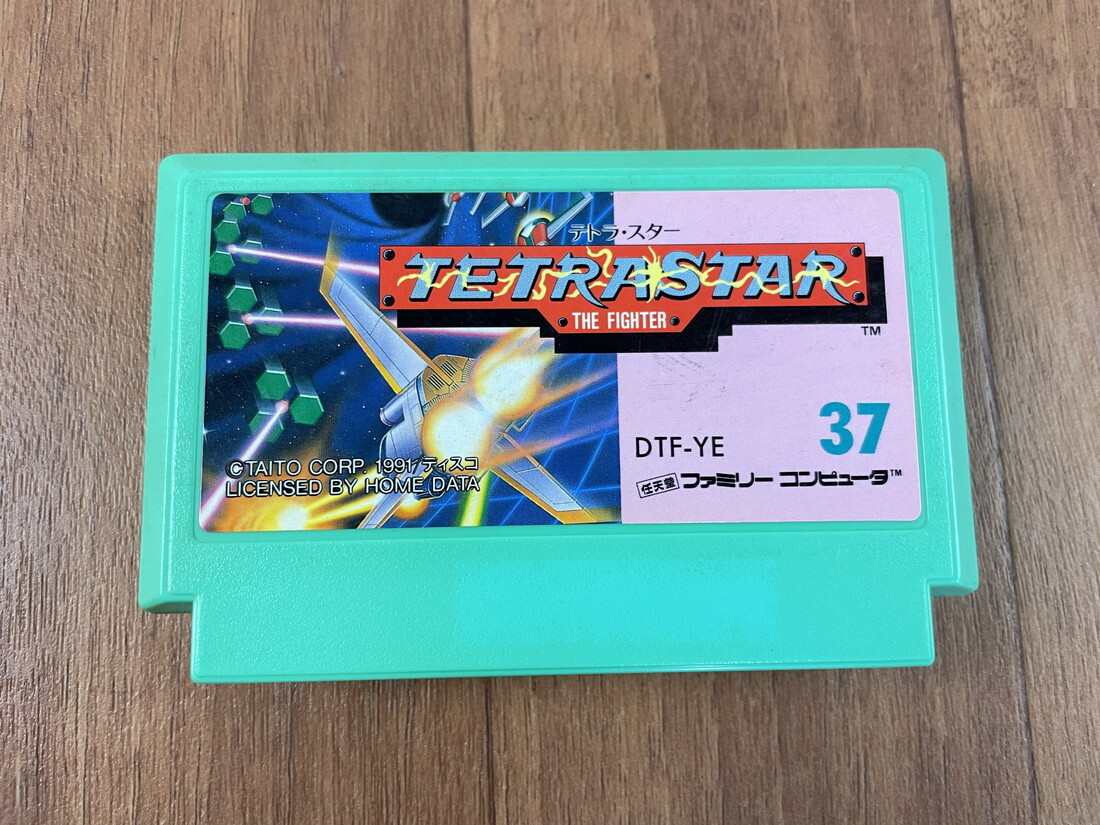 テトラ・スター
TETRASTAR
THE FIGHTER
TM
DTF-YE
37
任天堂 ファミリー コンピュータ™
©TAITO CORP. 1991/ディスコ
LICENSED BY HOME DATA